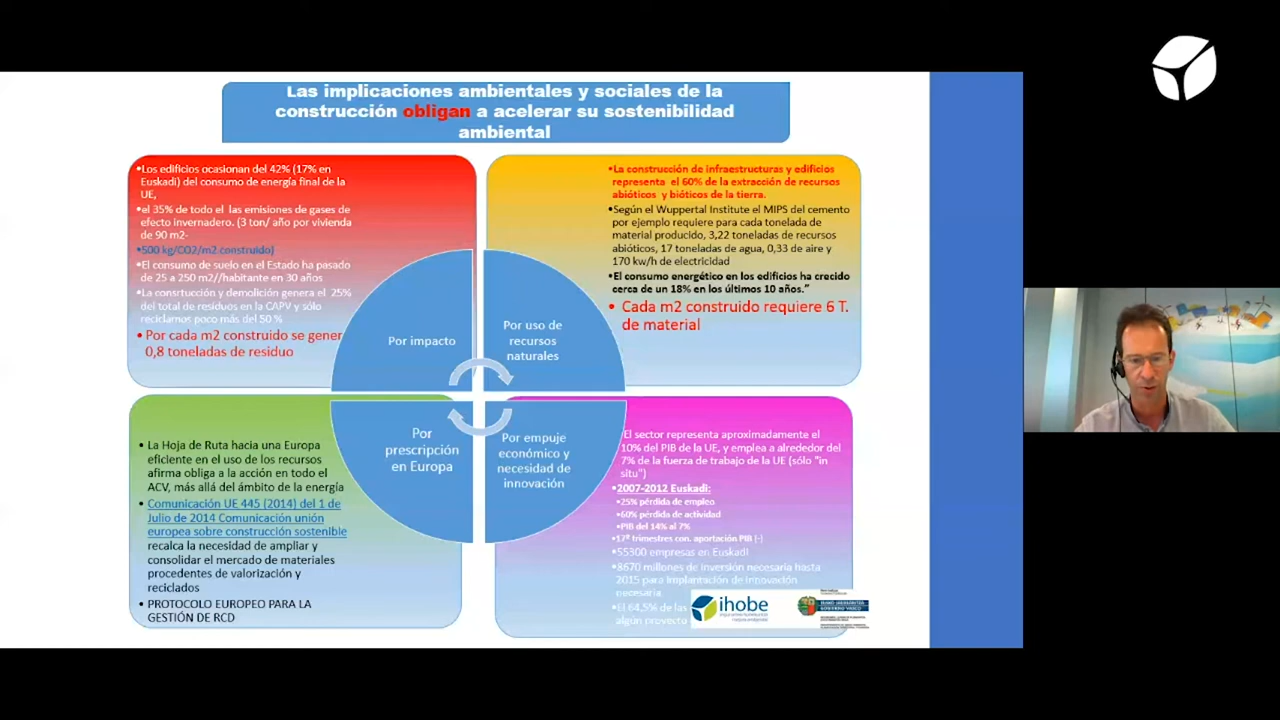 Las implicaciones ambientales y sociales de la
construcción obligan a acelerar su sostenibilidad
ambiental
•Los edificios ocasionan del 42% (17% en
Euskadi) del consumo de energía final de la
UE,
•el 35% de todo el las emisiones de gases de
efecto invernadero. (3 ton/ año por vivienda
de 90 m2-
•500 kg/CO2/m2 construido)
•El consumo de suelo en el Estado ha pasado
de 25 a 250 m2//habitante en 30 años
•La consrtucción y demolición genera el 25%
del total de residuos en la CAPV y sólo
reciclamos poco más del 50 %
• Por cada m2 construido se gener
0,8 toneladas de residuo
•La construcción de infraestructuras y edificios
representa el 60% de la extracción de recursos
abióticos y bióticos de la tierra.
•Según el Wuppertal Institute el MIPS del cemento
por ejemplo requiere para cada tonelada de
material producido, 3,22 toneladas de recursos
abióticos, 17 toneladas de agua, 0,33 de aire y
170 kw/h de electricidad
•El consumo energético en los edificios ha crecido
cerca de un 18% en los últimos 10 años.”
• Cada m2 construido requiere 6 T.
de material
Por impacto
Por uso de
recursos
naturales
Por
prescripción
en Europa
Por empuje
económico y
necesidad de
innovación
• La Hoja de Ruta hacia una Europa
eficiente en el uso de los recursos
afirma obliga a la acción en todo el
ACV, más allá del ámbito de la energía
• Comunicación UE 445 (2014) del 1 de
Julio de 2014 Comunicación unión
europea sobre construcción sostenible
recalca la necesidad de ampliar y
consolidar el mercado de materiales
procedentes de valorización y
reciclados
• PROTOCOLO EUROPEO PARA LA
GESTIÓN DE RCD
El sector representa aproximadamente el
10% del PIB de la UE, y emplea a alrededor del
7% de la fuerza de trabajo de la UE (sólo "in
situ")
•2007-2012 Euskadi:
•25% pérdida de empleo
•60% pérdida de actividad
•PIB del 14% al 7%
•17º trimestres con. aportación PIB (-)
•55300 empresas en Euskadi
•8670 millones de inversión necesaria hasta
2015 para implantación de innovación
necesaria
•El 64,5% de las
algún proyecto
ihobe
EUSKO JAURLARITZA
GOBIERNO VASCO